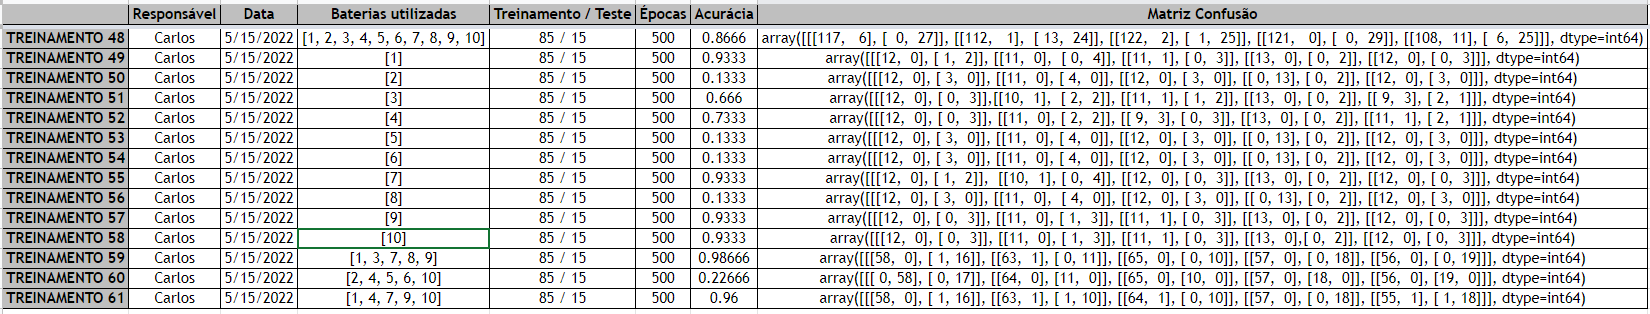 Responsável Data Baterias utilizadas Treinamento / Teste Épocas Acurácia Matriz Confusão
TREINAMENTO 48 Carlos 5/15/2022 [1, 2, 3, 4, 5, 6, 7, 8, 9, 10] 85 / 15 500 0.8666 array([[[117, 6], [ 0, 27]], [[112, 1], [ 13, 24]], [[122, 2], [ 1, 25]], [[121, 0], [ 0, 29]], [[108, 11], [ 6, 25]]], dtype=int64)
TREINAMENTO 49 Carlos 5/15/2022 [1] 85 / 15 500 0.9333 array([[[12, 0], [ 1, 2]], [[11, 0], [ 0, 4]], [[11, 1], [ 0, 3]], [[13, 0], [ 0, 2]], [[12, 0], [ 0, 3]]], dtype=int64)
TREINAMENTO 50 Carlos 5/15/2022 [2] 85 / 15 500 0.1333 array([[[12, 0], [ 3, 0]], [[11, 0], [ 4, 0]], [[12, 0], [ 3, 0]], [[ 0, 13], [ 0, 2]], [[12, 0], [ 3, 0]]], dtype=int64)
TREINAMENTO 51 Carlos 5/15/2022 [3] 85 / 15 500 0.666 array([[[12, 0], [ 0, 3]],[[10, 1], [ 2, 2]], [[11, 1], [ 1, 2]], [[13, 0], [ 0, 2]], [[ 9, 3], [ 2, 1]]], dtype=int64)
TREINAMENTO 52 Carlos 5/15/2022 [4] 85 / 15 500 0.7333 array([[[12, 0], [ 0, 3]], [[11, 0], [ 2, 2]], [[ 9, 3], [ 0, 3]], [[13, 0], [ 0, 2]], [[11, 1], [ 2, 1]]], dtype=int64)
TREINAMENTO 53 Carlos 5/15/2022 [5] 85 / 15 500 0.1333 array([[[12, 0], [ 3, 0]], [[11, 0], [ 4, 0]], [[12, 0], [ 3, 0]], [[ 0, 13], [ 0, 2]], [[12, 0], [ 3, 0]]], dtype=int64)
TREINAMENTO 54 Carlos 5/15/2022 [6] 85 / 15 500 0.1333 array([[[12, 0], [ 3, 0]], [[11, 0], [ 4, 0]], [[12, 0], [ 3, 0]], [[ 0, 13], [ 0, 2]], [[12, 0], [ 3, 0]]], dtype=int64)
TREINAMENTO 55 Carlos 5/15/2022 [7] 85 / 15 500 0.9333 array([[[12, 0], [ 1, 2]], [[10, 1], [ 0, 4]], [[12, 0], [ 0, 3]], [[13, 0], [ 0, 2]], [[12, 0], [ 0, 3]]], dtype=int64)
TREINAMENTO 56 Carlos 5/15/2022 [8] 85 / 15 500 0.1333 array([[[12, 0], [ 3, 0]], [[11, 0], [ 4, 0]], [[12, 0], [ 3, 0]], [[ 0, 13], [ 0, 2]], [[12, 0], [ 3, 0]]], dtype=int64)
TREINAMENTO 57 Carlos 5/15/2022 [9] 85 / 15 500 0.9333 array([[[12, 0], [ 0, 3]], [[11, 0], [ 1, 3]], [[11, 1], [ 0, 3]], [[13, 0], [ 0, 2]], [[12, 0], [ 0, 3]]], dtype=int64)
TREINAMENTO 58 Carlos 5/15/2022 [10] 85 / 15 500 0.9333 array([[[12, 0], [ 0, 3]], [[11, 0], [ 1, 3]], [[11, 1], [ 0, 3]], [[13, 0],[ 0, 2]], [[12, 0], [ 0, 3]]], dtype=int64)
TREINAMENTO 59 Carlos 5/15/2022 [1, 3, 7, 8, 9] 85 / 15 500 0.98666 array([[[58, 0], [ 1, 16]], [[63, 1], [ 0, 11]], [[65, 0], [ 0, 10]], [[57, 0], [ 0, 18]], [[56, 0], [ 0, 19]]], dtype=int64)
TREINAMENTO 60 Carlos 5/15/2022 [2, 4, 5, 6, 10] 85 / 15 500 0.22666 array([[[ 0, 58], [ 0, 17]], [[64, 0], [11, 0]], [[65, 0], [10, 0]], [[57, 0], [18, 0]], [[56, 0], [19, 0]]], dtype=int64)
TREINAMENTO 61 Carlos 5/15/2022 [1, 4, 7, 9, 10] 85 / 15 500 0.96 array([[[58, 0], [ 1, 16]], [[63, 1], [ 1, 10]], [[64, 1], [ 0, 10]], [[57, 0], [ 0, 18]], [[55, 1], [ 1, 18]]], dtype=int64)